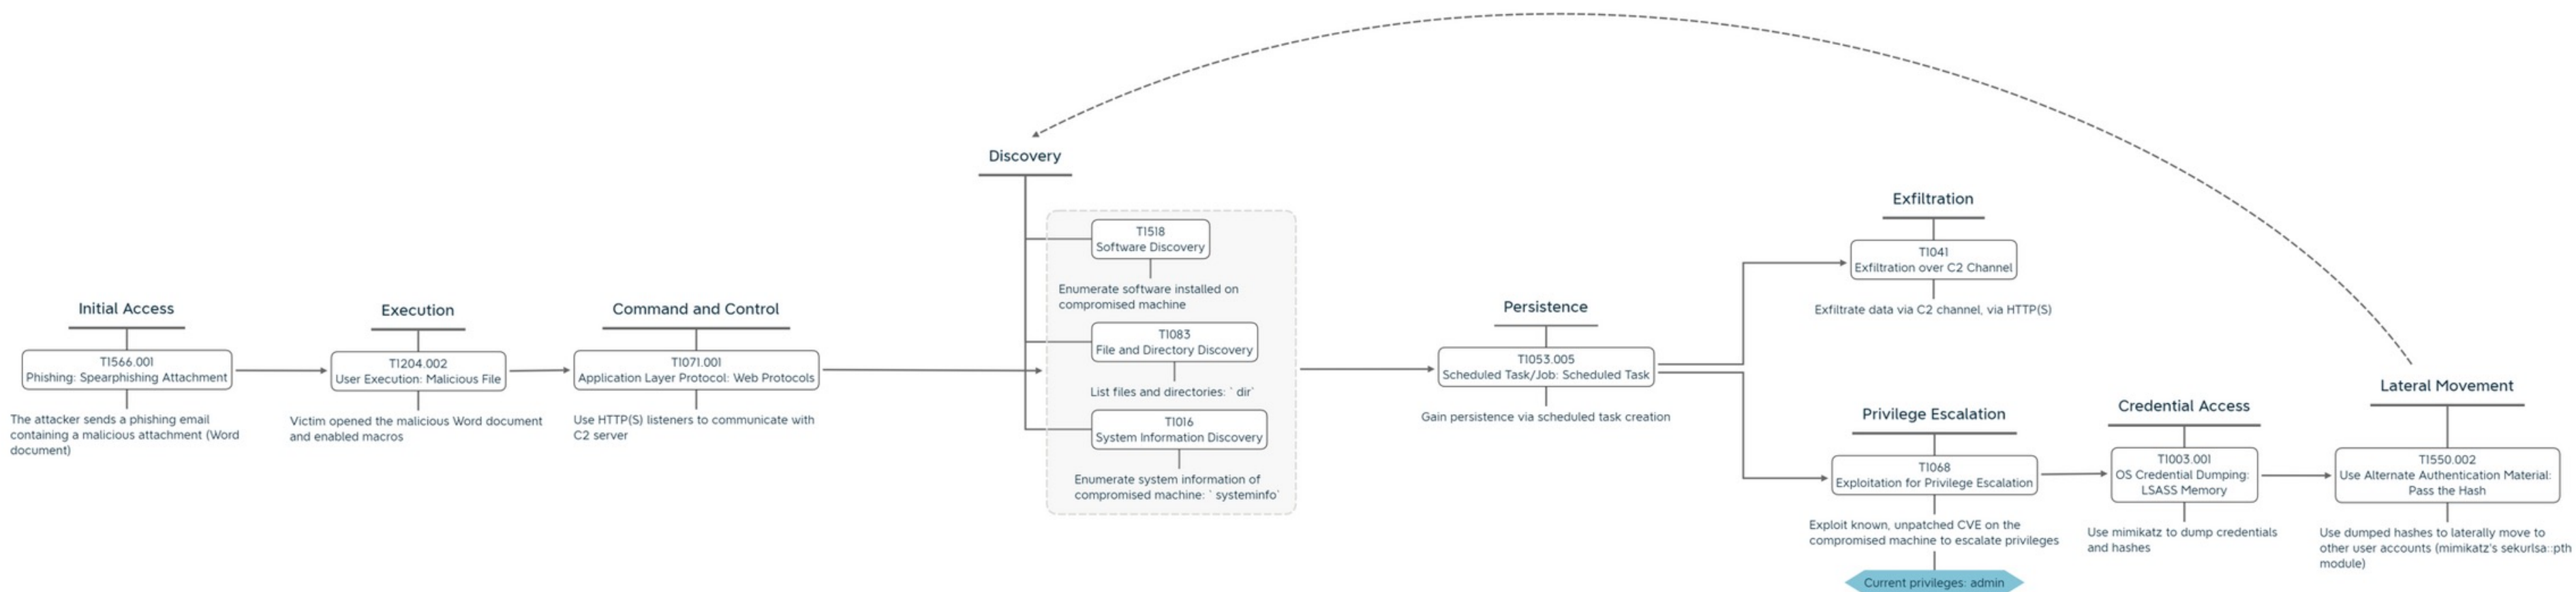 Initial Access
T1566.001
Phishing: Spearphishing Attachment
The attacker sends a phishing email
containing a malicious attachment (Word
document)
Execution
T1204.002
User Execution: Malicious File
Victim opened the malicious Word document
and enabled macros
Command and Control
T1071.001
Application Layer Protocol: Web Protocols
Use HTTP(S) listeners to communicate with
C2 server
Discovery
T1518
Software Discovery
Enumerate software installed on
compromised machine
T1083
File and Directory Discovery
List files and directories: ` dir`
T1016
System Information Discovery
Enumerate system information of
compromised machine: ` systeminfo`
Persistence
T1053.005
Scheduled Task/Job: Scheduled Task
Gain persistence via scheduled task creation
Exfiltration
T1041
Exfiltration over C2 Channel
Exfiltrate data via C2 channel, via HTTP(S)
Privilege Escalation
T1068
Exploitation for Privilege Escalation
Exploit known, unpatched CVE on the
compromised machine to escalate privileges
Current privileges: admin
Credential Access
T1003.001
OS Credential Dumping:
LSASS Memory
Use mimikatz to dump credentials
and hashes
Lateral Movement
T1550.002
Use Alternate Authentication Material:
Pass the Hash
Use dumped hashes to laterally move to
other user accounts (mimikatz's sekurlsa::pth
module)